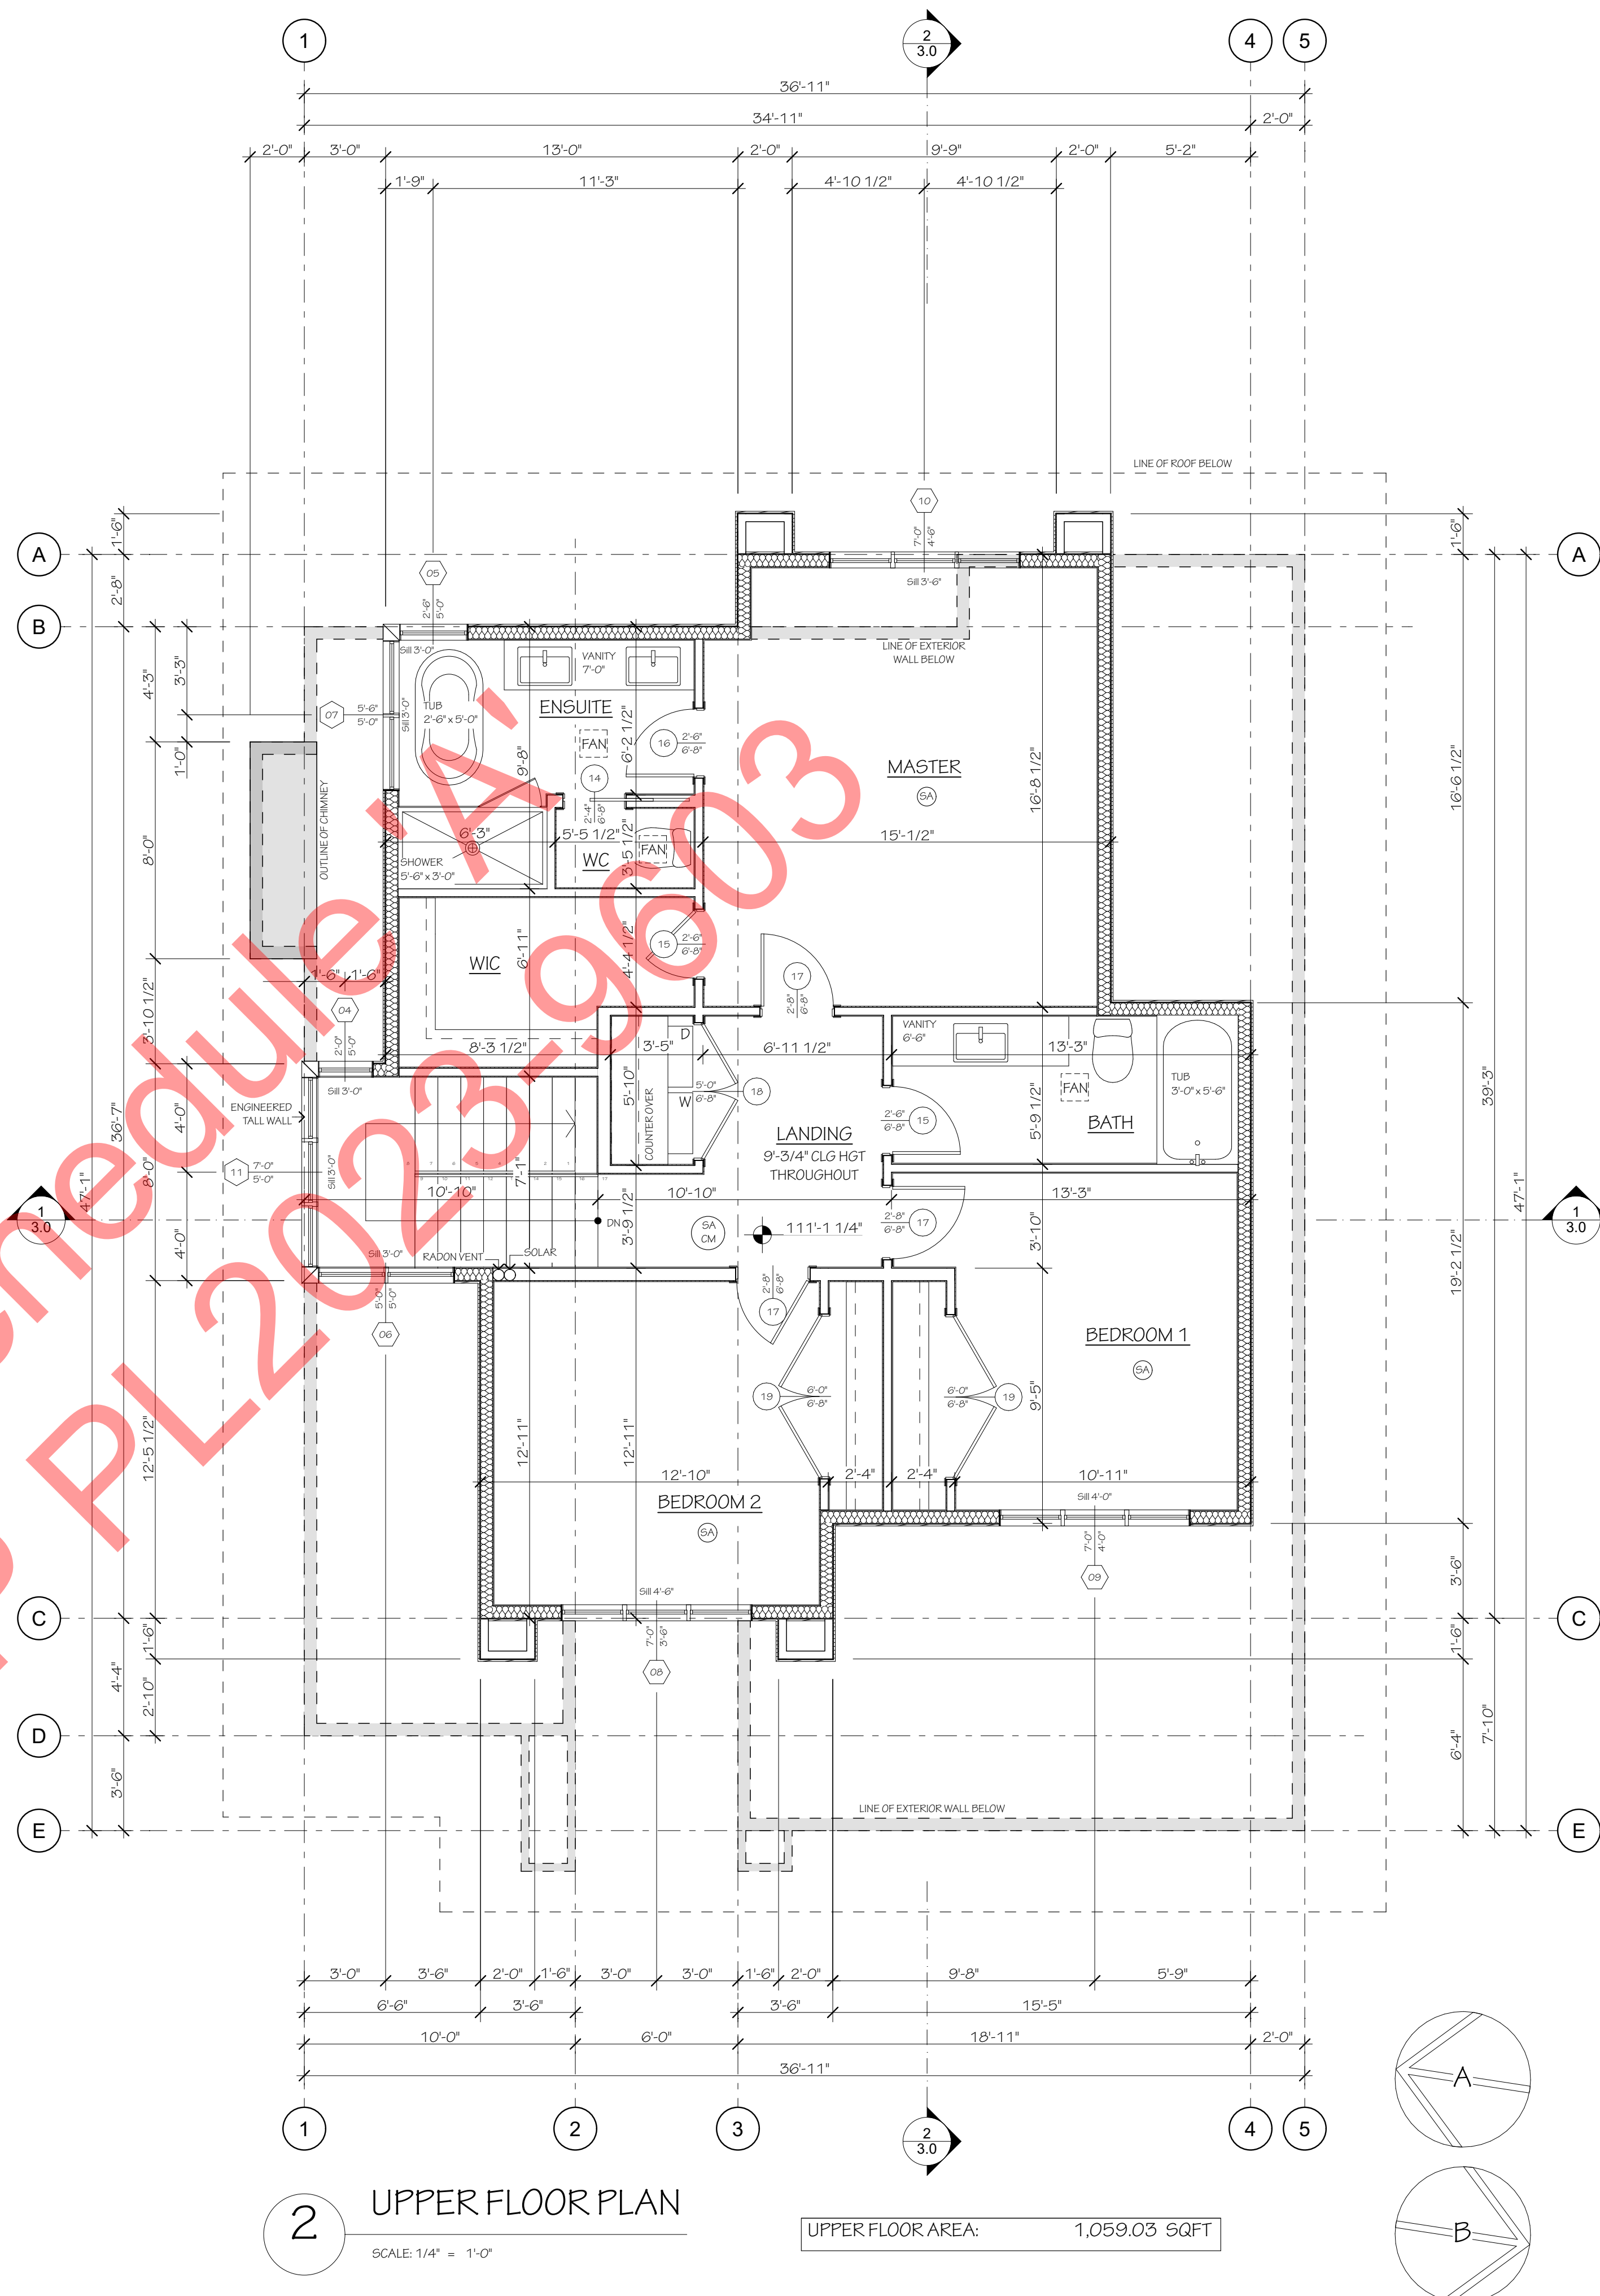 1
2
3.0
4
5
36'-11"
34'-11"
2'-0"
2'-0"
3'-0"
13'-0"
2'-0"
9'-9"
2'-0"
5'-2"
1'-9"
11'-3"
4'-10 1/2"
4'-10 1/2"
LINE OF ROOF BELOW
10
7'-0"
4'-6"
Sill 3'-6"
1'-6"
1'-6"
A
A
2'-8"
05
2'-6"
5'-0"
B
Sill 3'-0"
VANITY
7'-0"
LINE OF EXTERIOR
WALL BELOW
4'-3"
3'-3"
07
5'-6"
5'-0"
Sill 3'-0"
TUB
2'-6" x 5'-0"
ENSUITE
FAN
6'-2 1/2"
16
2'-6"
6'-8"
9'-8"
14
2'-4"
6'-8"
MASTER
SA
16'-8 1/2"
16'-6 1/2"
1'-0"
OUTLINE OF CHIMNEY
8'-0"
6'-3"
5'-5 1/2"
3'-5 1/2"
FAN
15'-1/2"
SHOWER
5'-6" x 3'-0"
WC
WIC
6'-11"
4'-4 1/2"
15
2'-6"
6'-8"
17
2'-8"
6'-8"
1'-6"
1'-6"
04
2'-0"
5'-0"
3'-10 1/2"
Sill 3'-0"
8'-3 1/2"
3'-5"
D
6'-11 1/2"
VANITY
6'-6"
13'-3"
FAN
TUB
3'-0" x 5'-6"
BATH
5'-9 1/2"
39'-3"
5'-10"
COUNTER OVER
W
5'-0"
6'-8"
18
ENGINEERED
TALL WALL
36'-7"
4'-0"
LANDING
9'-3/4" CLG HGT
THROUGHOUT
2'-6"
6'-8"
15
11
7'-0"
5'-0"
Sill 3'-0"
7'-1"
10'-10"
10'-10"
13'-3"
47'-1"
47'-1"
8'-0"
4'-0"
1
3.0
1
3.0
DN
3'-9 1/2"
SA
CM
111'-1 1/4"
2'-8"
6'-8"
17
3'-10"
Sill 3'-0"
RADON VENT
SOLAR
19'-2 1/2"
5'-0"
5'-0"
06
2'-8"
6'-8"
17
BEDROOM 1
SA
19
6'-0"
6'-8"
6'-0"
6'-8"
19
9'-5"
12'-5 1/2"
12'-11"
12'-11"
12'-10"
2'-4"
2'-4"
10'-11"
BEDROOM 2
SA
Sill 4'-0"
7'-0"
4'-0"
09
3'-6"
Sill 4'-6"
7'-0"
3'-6"
08
C
C
1'-6"
1'-6"
4'-4"
2'-10"
D
7'-10"
6'-4"
3'-6"
LINE OF EXTERIOR WALL BELOW
E
E
3'-0"
3'-6"
2'-0"
1'-6"
3'-0"
3'-0"
1'-6"
2'-0"
9'-8"
5'-9"
6'-6"
3'-6"
3'-6"
15'-5"
10'-0"
6'-0"
18'-11"
2'-0"
36'-11"
1
2
3
2
3.0
4
5
A
B
2
UPPER FLOOR PLAN
SCALE: 1/4" = 1'-0"
UPPER FLOOR AREA: 1,059.03 SQFT
'A'
PL2023-9603